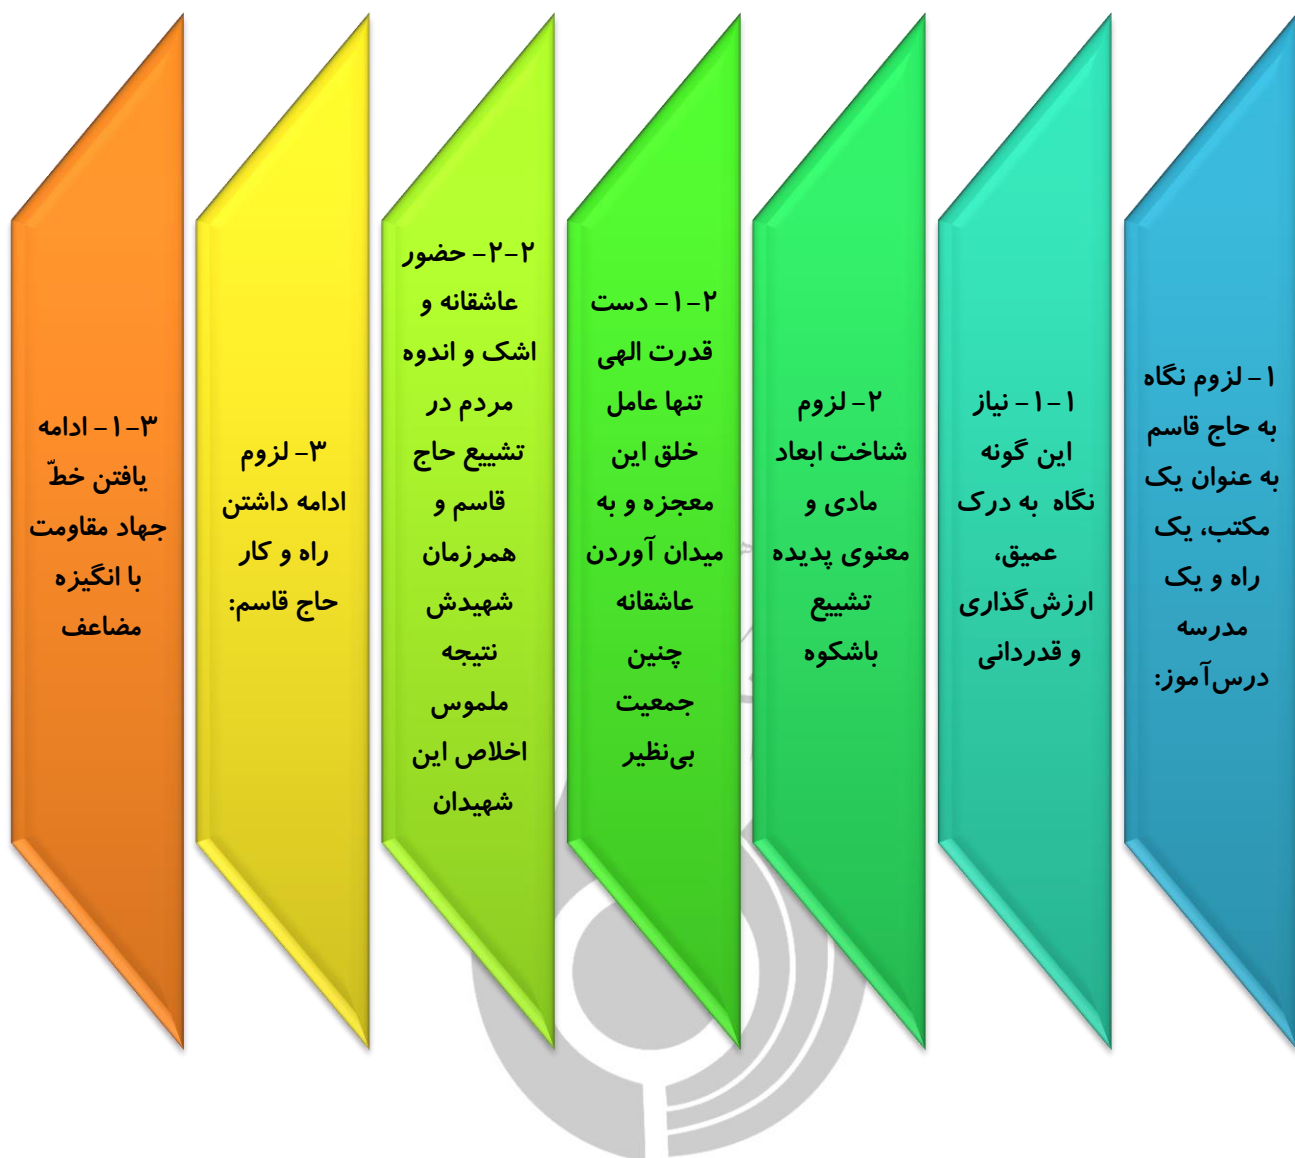 ۱- لزوم نگاه
به حاج قاسم
به عنوان یک
مکتب، یک
راه و یک
مدرسه
درس‌آموز:
۱-۱- نیاز
این گونه
نگاه به درک
عمیق،
ارزش‌گذاری
و قدردانی
۲- لزوم
شناخت ابعاد
مادی و
معنوی پدیده
تشییع
باشکوه
۲-۱- دست
قدرت الهی
تنها عامل
خلق این
معجزه و به
میدان آوردن
عاشقانه
چنین
جمعیت
بی‌نظیر
۲-۲- حضور
عاشقانه و
اشک و اندوه
مردم در
تشییع حاج
قاسم و
همرزمان
شهیدش
نتیجه
ملموس
اخلاص این
شهیدان
۳- لزوم
ادامه داشتن
راه و کار
حاج قاسم:
۳-۱- ادامه
یافتن خطّ
جهاد مقاومت
با انگیزه
مضاعف